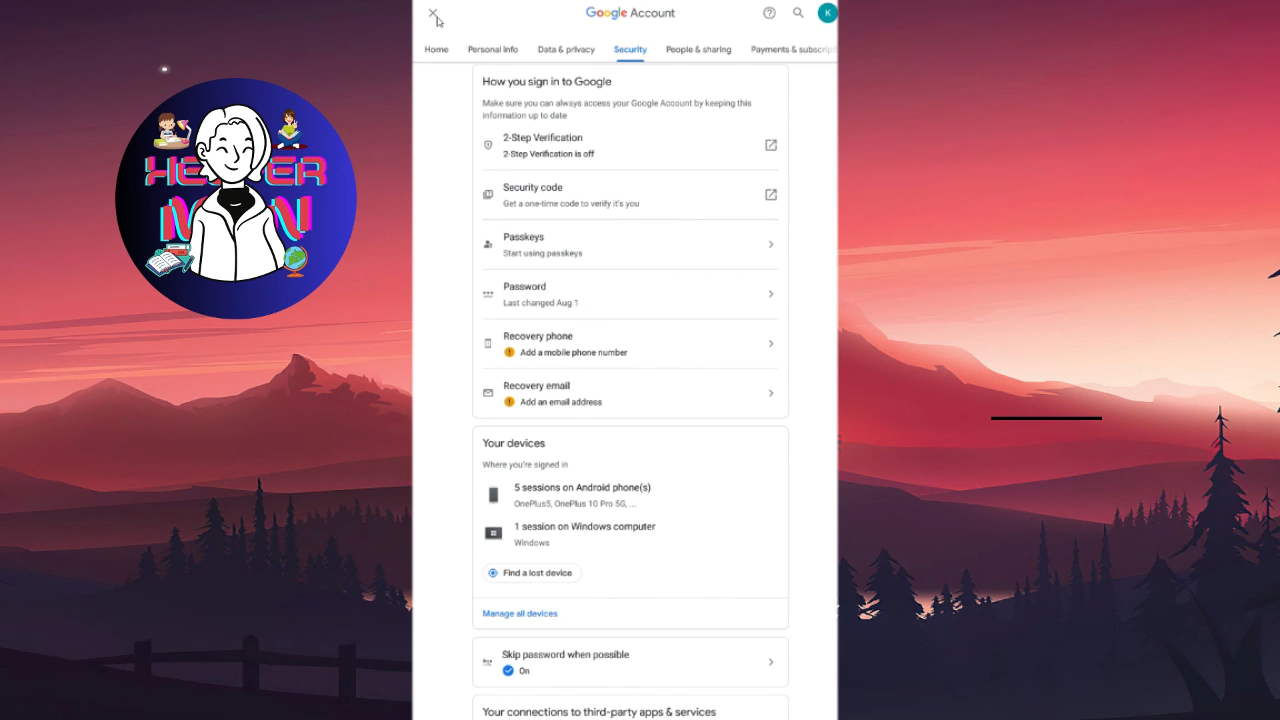 Google Account
K
Home
Personal info
Data & privacy
Security
People & sharing
Payments & subscript
How you sign in to Google
Make sure you can always access your Google Account by keeping this
information up to date
2-Step Verification
2-Step Verification is off
Security code
Get a one-time code to verify it's you
Passkeys
Start using passkeys
Password
Last changed Aug 1
Recovery phone
Add a mobile phone number
Recovery email
Add an email address
Your devices
Where you're signed in
5 sessions on Android phone(s)
OnePlus5, OnePlus 10 Pro 5G, ...
1 session on Windows computer
Windows
Find a lost device
Manage all devices
Skip password when possible
On
Your connections to third-party apps & services